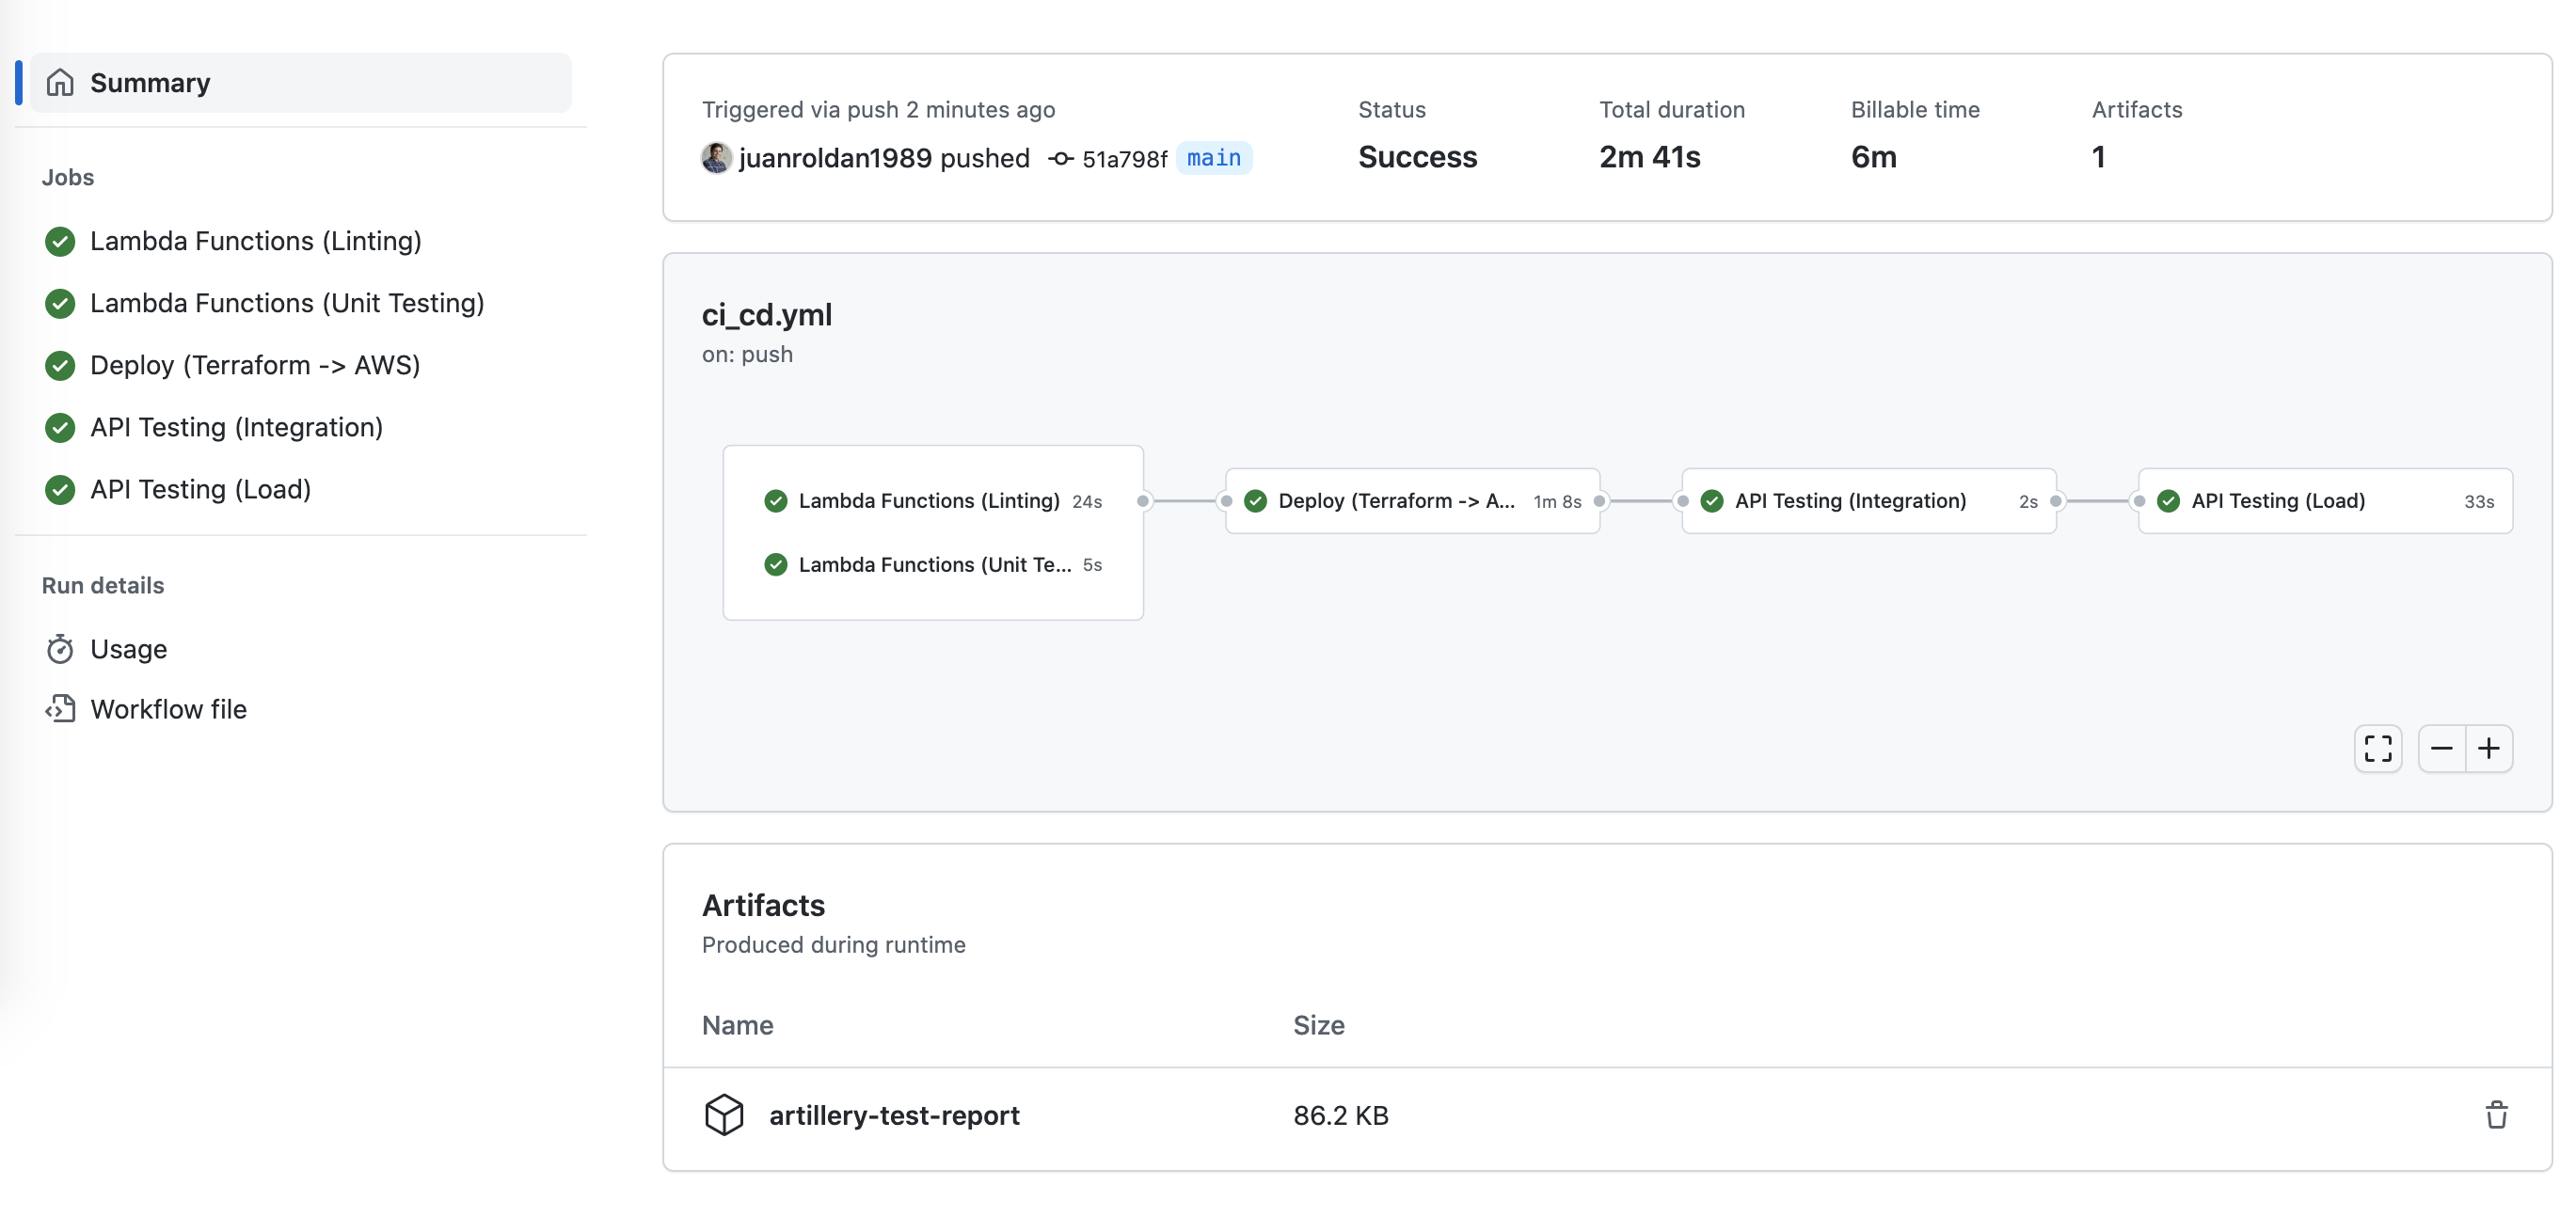 Summary
Jobs
Lambda Functions (Linting)
Lambda Functions (Unit Testing)
Deploy (Terraform -> AWS)
API Testing (Integration)
API Testing (Load)
Run details
Usage
Workflow file
Triggered via push 2 minutes ago
juanroldan1989 pushed 51a798f main
Status
Success
Total duration
2m 41s
Billable time
6m
Artifacts
1
ci_cd.yml
on: push
Lambda Functions (Linting) 24s
Lambda Functions (Unit Te... 5s
Deploy (Terraform -> A... 1m 8s
API Testing (Integration) 2s
API Testing (Load) 33s
Artifacts
Produced during runtime
Name Size
artillery-test-report 86.2 KB